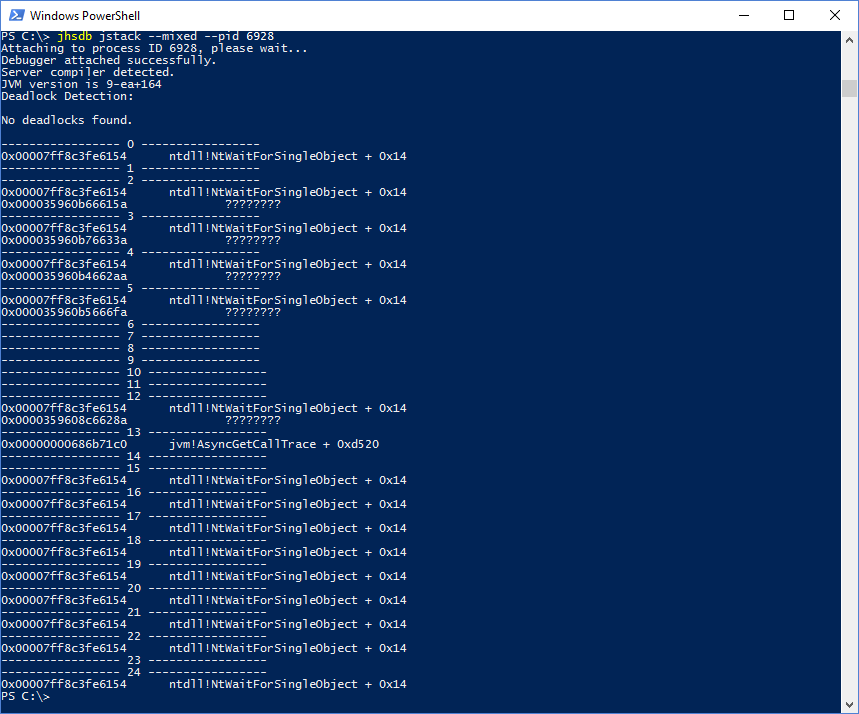 Windows PowerShell
PS C:\> jhsdb jstack --mixed --pid 6928
Attaching to process ID 6928, please wait...
Debugger attached successfully.
Server compiler detected.
JVM version is 9-ea+164
Deadlock Detection:
No deadlocks found.
----------------- 0 -----------------
0x00007ff8c3fe6154      ntdll!NtWaitForSingleObject + 0x14
----------------- 1 -----------------
----------------- 2 -----------------
0x00007ff8c3fe6154      ntdll!NtWaitForSingleObject + 0x14
0x000035960b66615a              ????????
----------------- 3 -----------------
0x00007ff8c3fe6154      ntdll!NtWaitForSingleObject + 0x14
0x000035960b76633a              ????????
----------------- 4 -----------------
0x00007ff8c3fe6154      ntdll!NtWaitForSingleObject + 0x14
0x000035960b4662aa              ????????
----------------- 5 -----------------
0x00007ff8c3fe6154      ntdll!NtWaitForSingleObject + 0x14
0x000035960b5666fa              ????????
----------------- 6 -----------------
----------------- 7 -----------------
----------------- 8 -----------------
----------------- 9 -----------------
----------------- 10 -----------------
----------------- 11 -----------------
----------------- 12 -----------------
0x00007ff8c3fe6154      ntdll!NtWaitForSingleObject + 0x14
0x0000359608c6628a              ????????
----------------- 13 -----------------
0x00000000686b71c0      jvm!AsyncGetCallTrace + 0xd520
----------------- 14 -----------------
----------------- 15 -----------------
0x00007ff8c3fe6154      ntdll!NtWaitForSingleObject + 0x14
----------------- 16 -----------------
0x00007ff8c3fe6154      ntdll!NtWaitForSingleObject + 0x14
----------------- 17 -----------------
0x00007ff8c3fe6154      ntdll!NtWaitForSingleObject + 0x14
----------------- 18 -----------------
0x00007ff8c3fe6154      ntdll!NtWaitForSingleObject + 0x14
----------------- 19 -----------------
0x00007ff8c3fe6154      ntdll!NtWaitForSingleObject + 0x14
----------------- 20 -----------------
0x00007ff8c3fe6154      ntdll!NtWaitForSingleObject + 0x14
----------------- 21 -----------------
0x00007ff8c3fe6154      ntdll!NtWaitForSingleObject + 0x14
----------------- 22 -----------------
0x00007ff8c3fe6154      ntdll!NtWaitForSingleObject + 0x14
----------------- 23 -----------------
----------------- 24 -----------------
0x00007ff8c3fe6154      ntdll!NtWaitForSingleObject + 0x14
PS C:\>